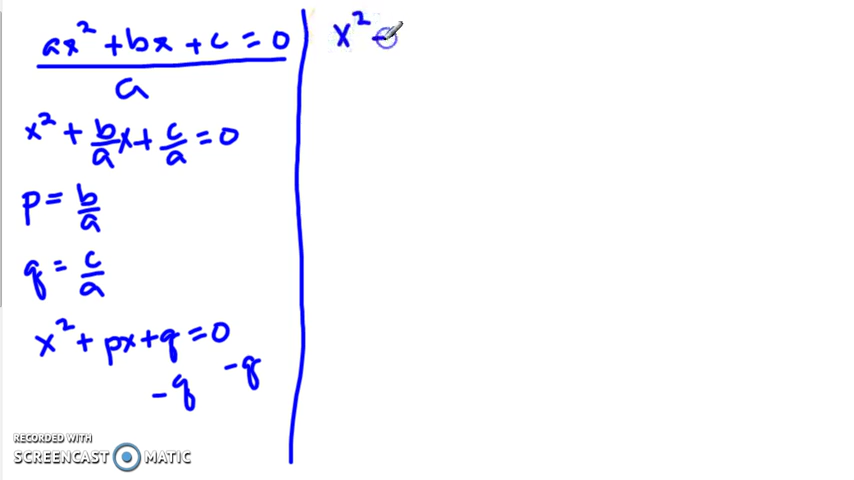 ax² + bx + c = 0
a
x² + b/a x + c/a = 0
p = b/a
q = c/a
x² + px + q = 0
-q -q
x² +
RECORDED WITH
SCREENCAST MATIC